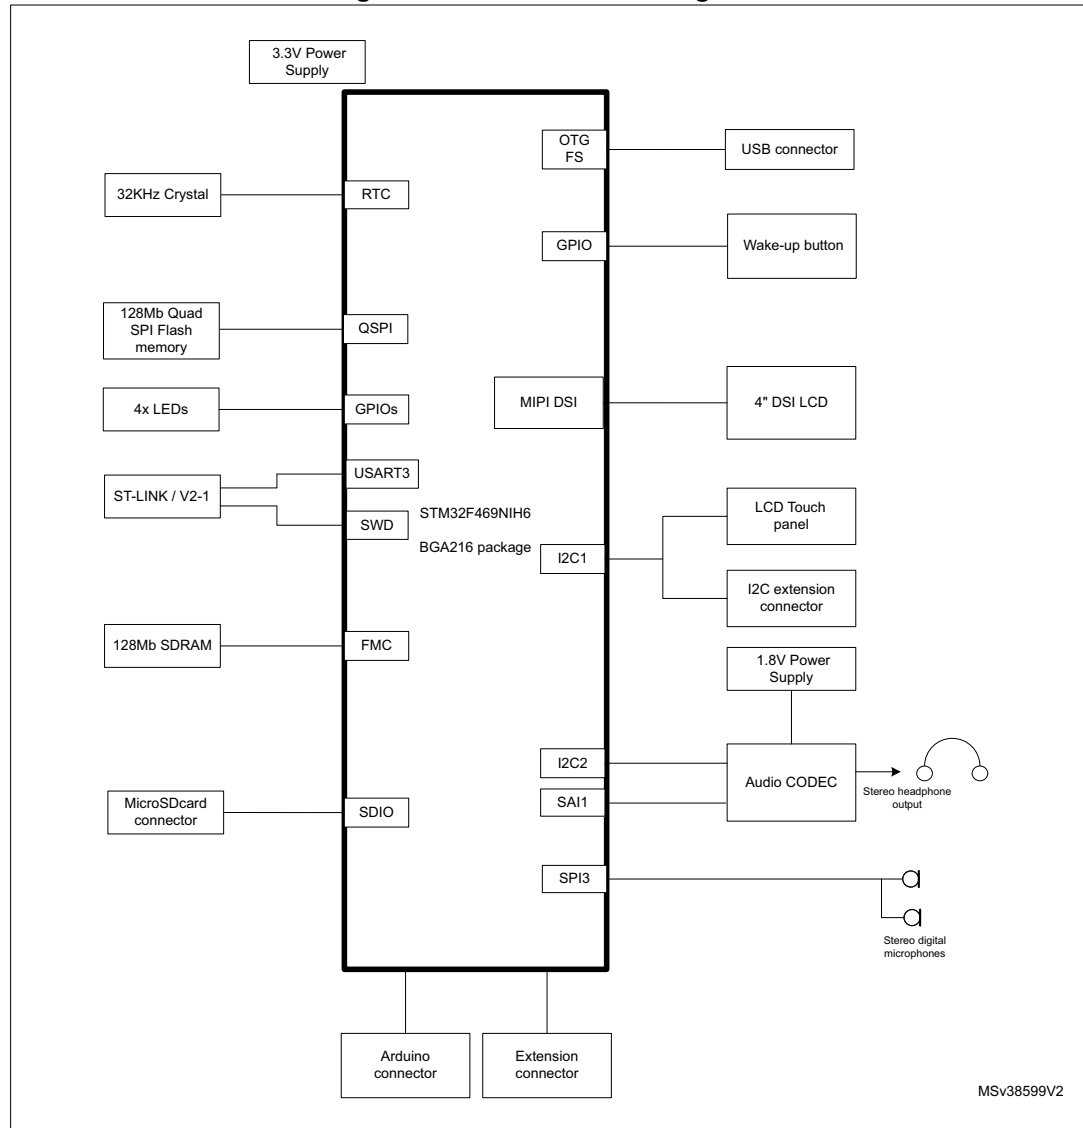 3.3V Power
Supply
OTG
FS
USB connector
32KHz Crystal
RTC
GPIO
Wake-up button
128Mb Quad
SPI Flash
memory
QSPI
4x LEDs
GPIOs
MIPI DSI
4" DSI LCD
ST-LINK / V2-1
USART3
SWD
STM32F469NIH6
BGA216 package
I2C1
LCD Touch
panel
I2C extension
connector
128Mb SDRAM
FMC
1.8V Power
Supply
I2C2
SAI1
Audio CODEC
Stereo headphone
output
MicroSDcard
connector
SDIO
SPI3
Stereo digital
microphones
Arduino
connector
Extension
connector
MSv38599V2